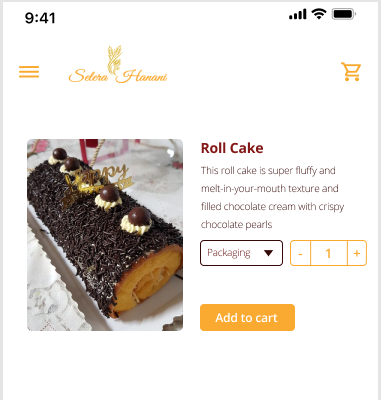 9:41
Selera Hanani
Happy
Roll Cake
This roll cake is super fluffy and
melt-in-your-mouth texture and
filled chocolate cream with crispy
chocolate pearls
Packaging
- 1 +
Add to cart